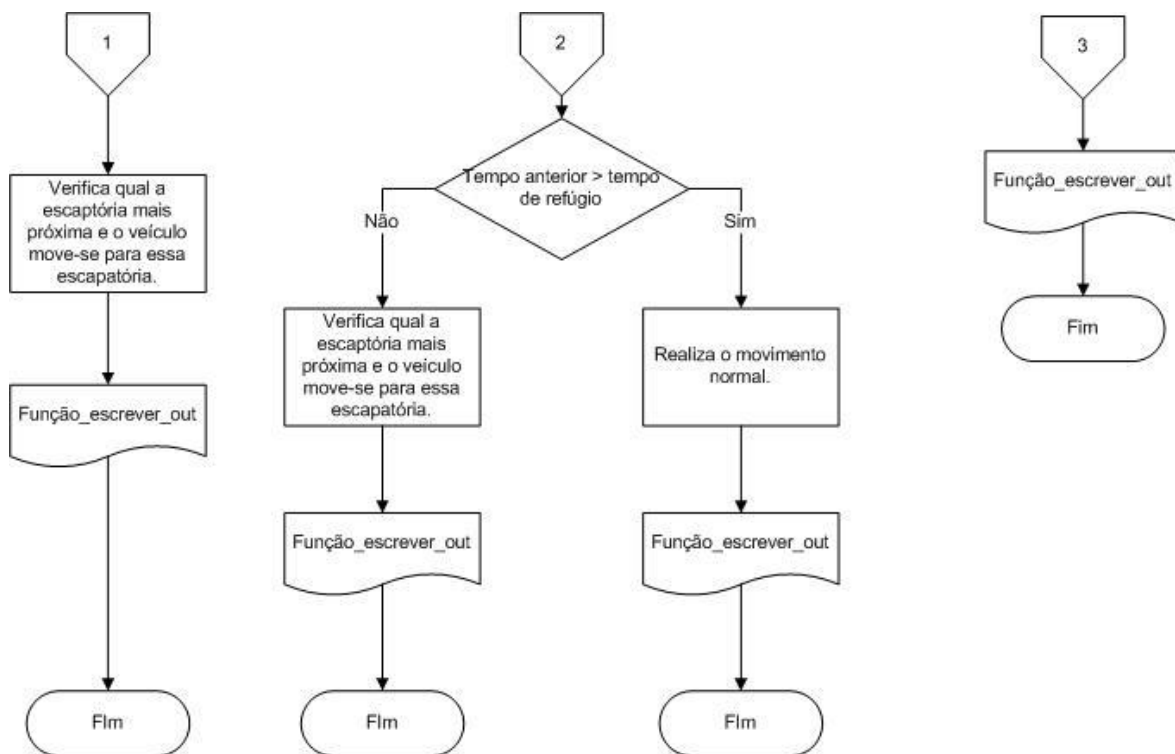 1
Verifica qual a
escaptória mais
próxima e o veículo
move-se para essa
escapatória.
Função_escrever_out
FIm
2
Tempo anterior > tempo
de refúgio
Não
Sim
Verifica qual a
escaptória mais
próxima e o veículo
move-se para essa
escapatória.
Função_escrever_out
FIm
Realiza o movimento
normal.
Função_escrever_out
FIm
3
Função_escrever_out
Fim